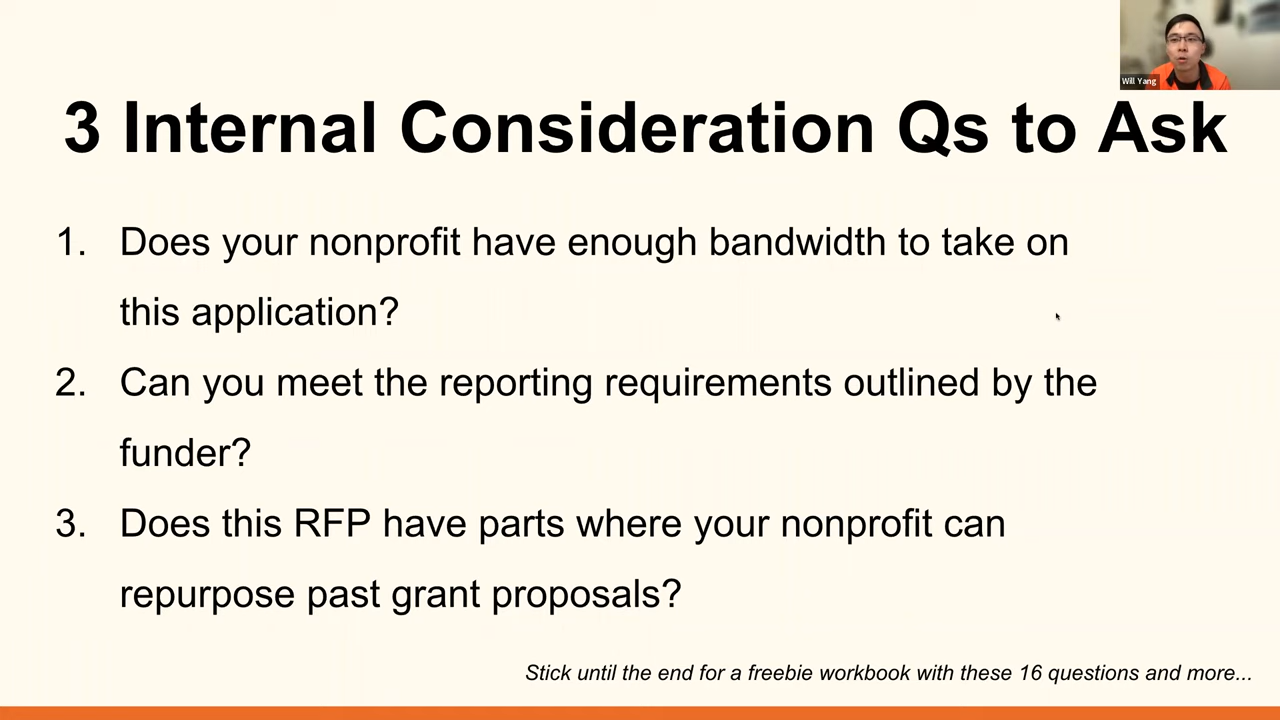 Will Yang
3 Internal Consideration Qs to Ask
1. Does your nonprofit have enough bandwidth to take on
this application?
2. Can you meet the reporting requirements outlined by the
funder?
3. Does this RFP have parts where your nonprofit can
repurpose past grant proposals?
Stick until the end for a freebie workbook with these 16 questions and more...